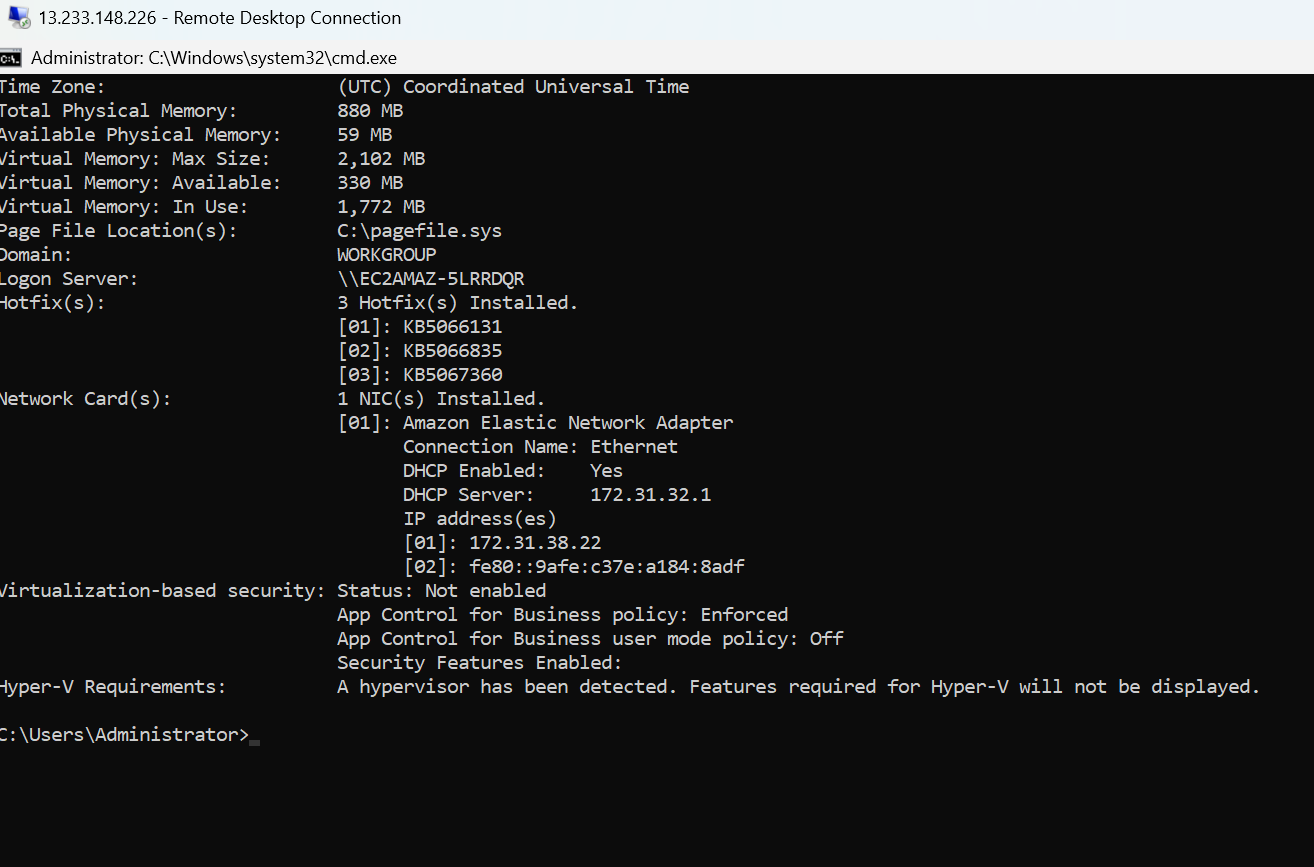 13.233.148.226 - Remote Desktop Connection
Administrator: C:\Windows\system32\cmd.exe
Time Zone: (UTC) Coordinated Universal Time
Total Physical Memory: 880 MB
Available Physical Memory: 59 MB
Virtual Memory: Max Size: 2,102 MB
Virtual Memory: Available: 330 MB
Virtual Memory: In Use: 1,772 MB
Page File Location(s): C:\pagefile.sys
Domain: WORKGROUP
Logon Server: \\EC2AMAZ-5LRRDQR
Hotfix(s): 3 Hotfix(s) Installed.
[01]: KB5066131
[02]: KB5066835
[03]: KB5067360
Network Card(s): 1 NIC(s) Installed.
[01]: Amazon Elastic Network Adapter
Connection Name: Ethernet
DHCP Enabled: Yes
DHCP Server: 172.31.32.1
IP address(es)
[01]: 172.31.38.22
[02]: fe80::9afe:c37e:a184:8adf
Virtualization-based security: Status: Not enabled
App Control for Business policy: Enforced
App Control for Business user mode policy: Off
Security Features Enabled:
Hyper-V Requirements: A hypervisor has been detected. Features required for Hyper-V will not be displayed.
C:\Users\Administrator>